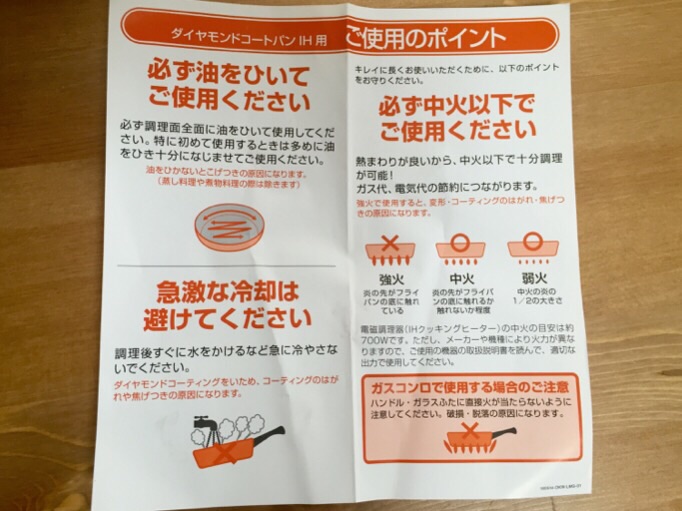 ダイヤモンドコートパン IH 用 ご使用のポイント
必ず油をひいて
ご使用ください
必ず調理面全面に油をひいて使用してくだ
さい。特に初めて使用するときは多めに油
をひき十分になじませてご使用ください。
油をひかないとこげつきの原因になります。
(蒸し料理や煮物料理の際は除きます)
急激な冷却は
避けてください
調理後すぐに水をかけるなど急に冷やさな
いでください。
ダイヤモンドコーティングをいため、コーティングのはが
れや焦げつきの原因になります。
キレイに長くお使いいただくために、以下のポイント
をお守りください。
必ず中火以下で
ご使用ください
熱まわりが良いから、中火以下で十分調理
が可能!
ガス代、電気代の節約につながります。
強火で使用すると、変形・コーティングのはがれ・焦げつ
きの原因になります。
強火
炎の先がフライ
パンの底に触れ
ている
中火
炎の先がフライパ
ンの底に触れるか
触れないか程度
弱火
中火の炎の
1/2の大きさ
電磁調理器(IHクッキングヒーター)の中火の目安は約
700Wです。ただし、メーカーや機種により火力が異な
りますので、ご使用の機器の取扱説明書を読んで、適切な
出力で使用してください。
ガスコンロで使用する場合のご注意
ハンドル・ガラスふたに直接火が当たらないように
注意してください。破損・脱落の原因になります。